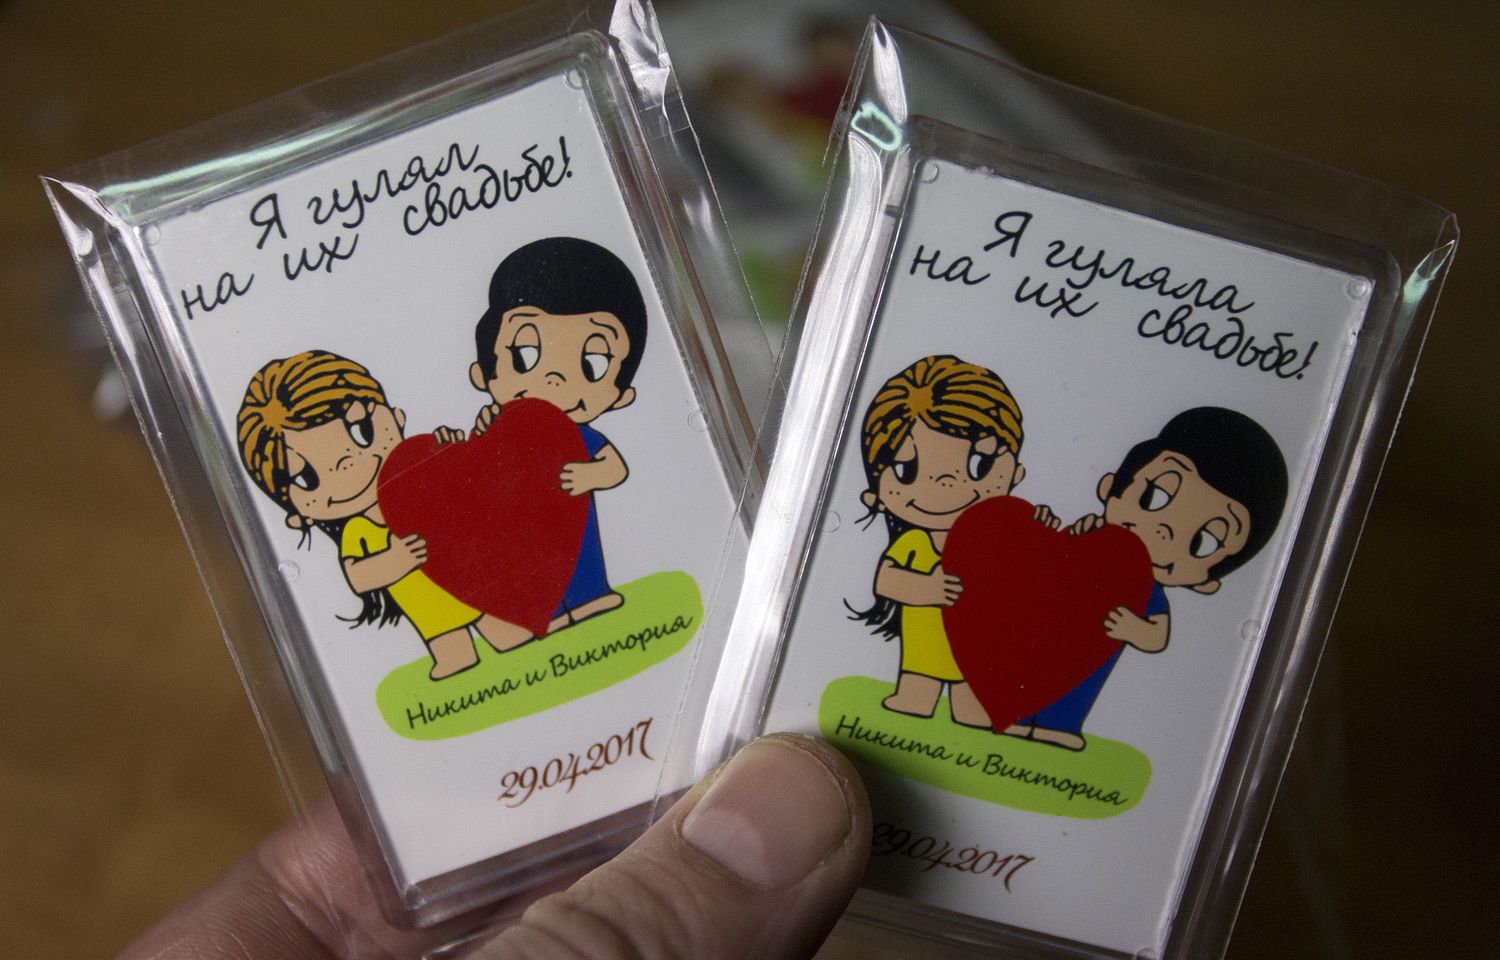 Я гулял
на их свадьбе!
Никита и Виктория
29.04.2017
Я гуляла
на их свадьбе!
Никита и Виктория
29.04.2017